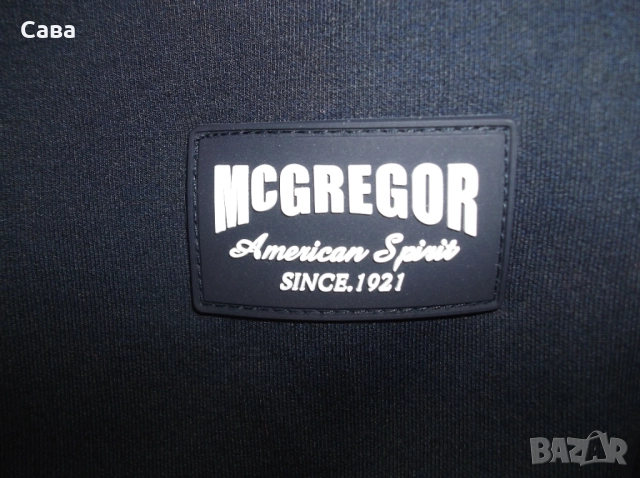 Сава
McGREGOR
American Spirit
SINCE.1921
BAZAR